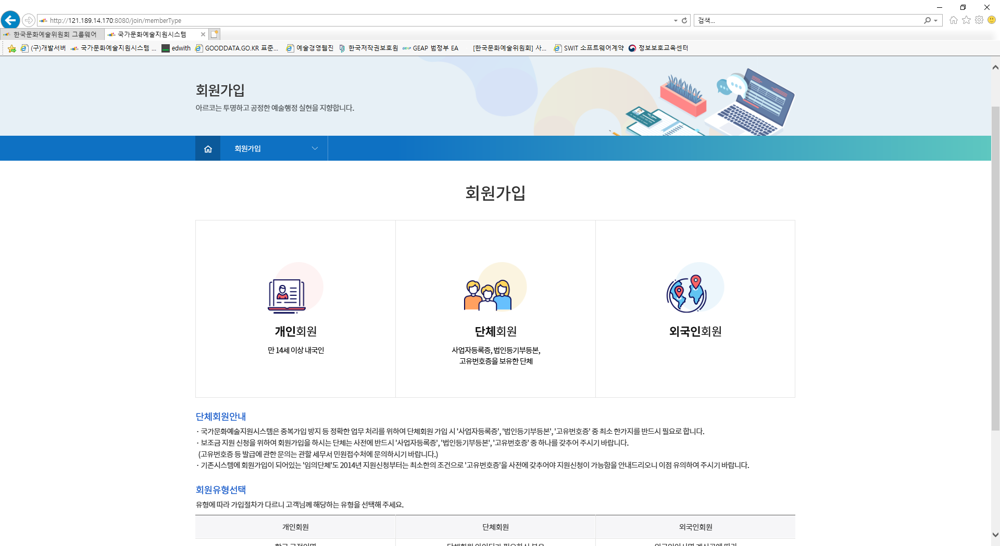 http://121.189.14.170:8080/join/memberType
검색...
한국문화예술위원회 그룹웨어
국가문화예술지원시스템
(구)개발서버
국가문화예술지원시스템 ...
edwith
GOODDATA.GO.KR 표준...
예술경영웹진
한국저작권보호원
GEAP 범정부 EA
[한국문화예술위원회] 사...
SWIT 소프트웨어계약
정보보호교육센터
회원가입
아르코는 투명하고 공정한 예술행정 실현을 지향합니다.
회원가입
회원가입
개인회원
만 14세 이상 내국인
단체회원
사업자등록증, 법인등기부등본,
고유번호증을 보유한 단체
외국인회원
단체회원안내
· 국가문화예술지원시스템은 중복가입 방지 등 정확한 업무 처리를 위하여 단체회원 가입 시 '사업자등록증', '법인등기부등본', '고유번호증' 중 최소 한가지를 반드시 필요로 합니다.
· 보조금 지원 신청을 위하여 회원가입을 하시는 단체는 사전에 반드시 '사업자등록증', '법인등기부등본', '고유번호증' 중 하나를 갖추어 주시기 바랍니다.
(고유번호증 등 발급에 관한 문의는 관할 세무서 민원접수처에 문의하시기 바랍니다.)
· 기존시스템에 회원가입이 되어있는 '임의단체'도 2014년 지원신청부터는 최소한의 조건으로 '고유번호증'을 사전에 갖추어야 지원신청이 가능함을 안내드리오니 이점 유의하여 주시기 바랍니다.
회원유형선택
유형에 따라 가입절차가 다르니 고객님께 해당하는 유형을 선택해 주세요.
개인회원
단체회원
외국인회원